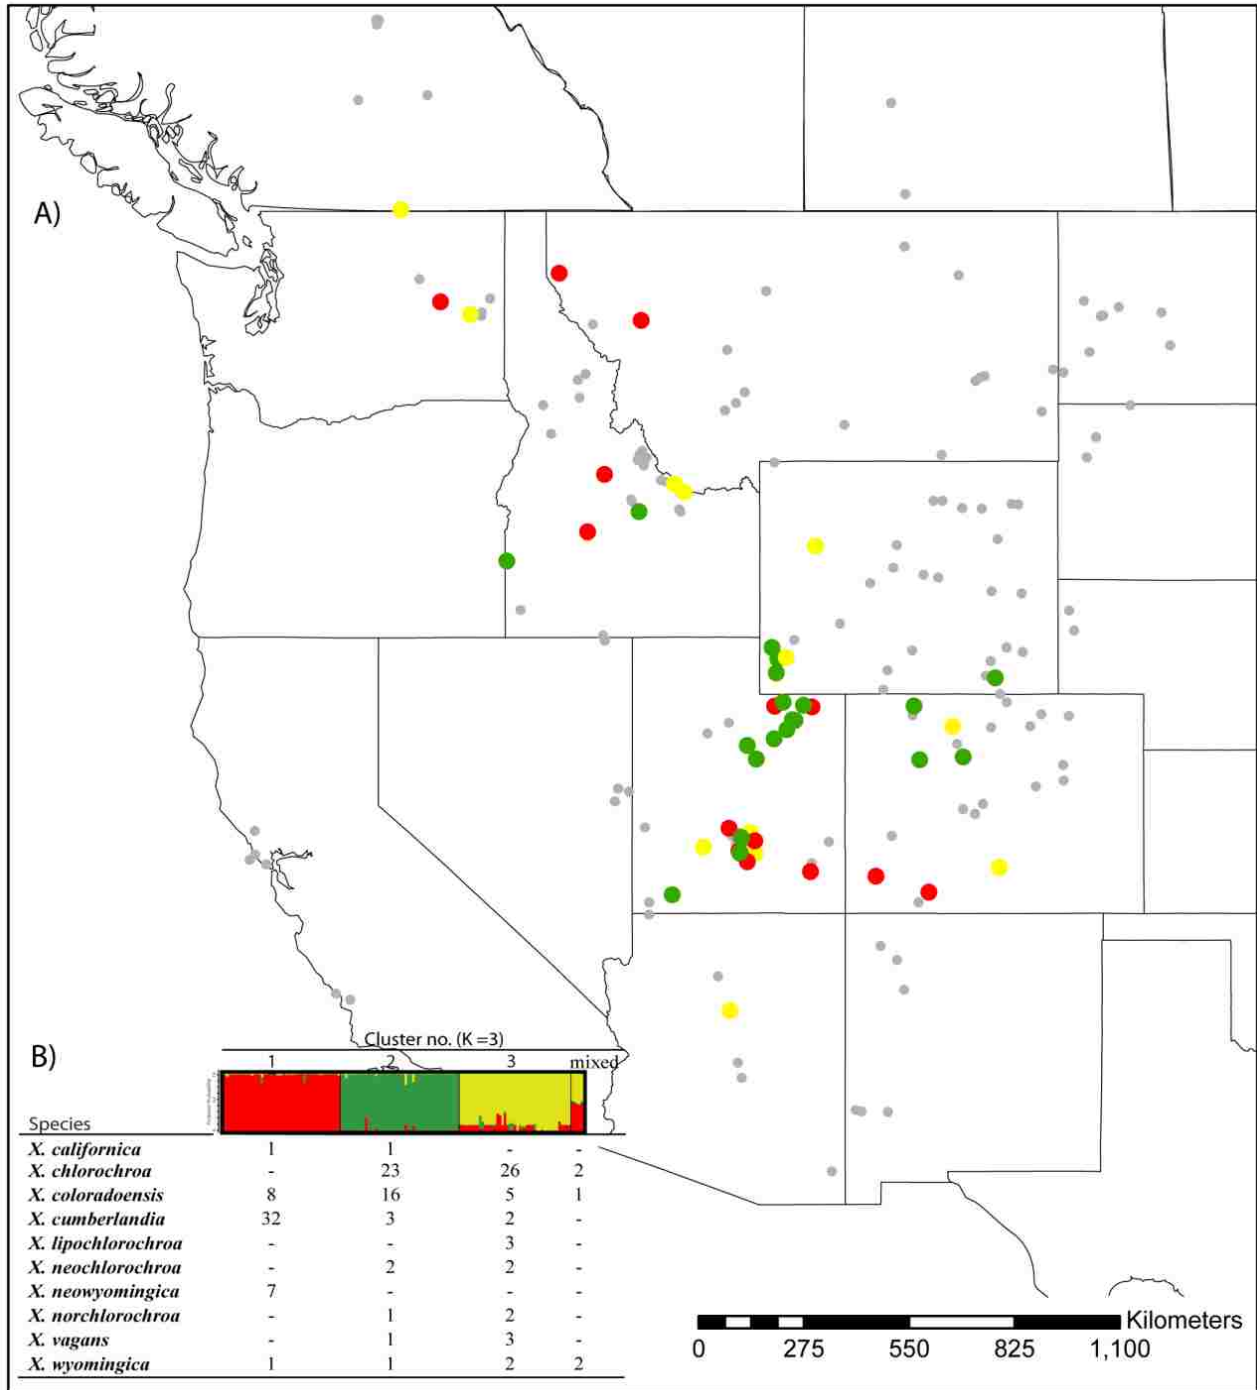 A)
B)
Cluster no. (K =3)
1 2 3 mixed
Species
X. californica 1 1 - -
X. chlorochroa - 23 26 2
X. coloradoensis 8 16 5 1
X. cumberlandia 32 3 2 -
X. lipochlorochroa - - 3 -
X. neochlorochroa - 2 2 -
X. neowyomingica 7 - - -
X. norchlorochroa - 1 2 -
X. vagans - 1 3 -
X. wyomingica 1 1 2 2
Kilometers
0 275 550 825 1,100